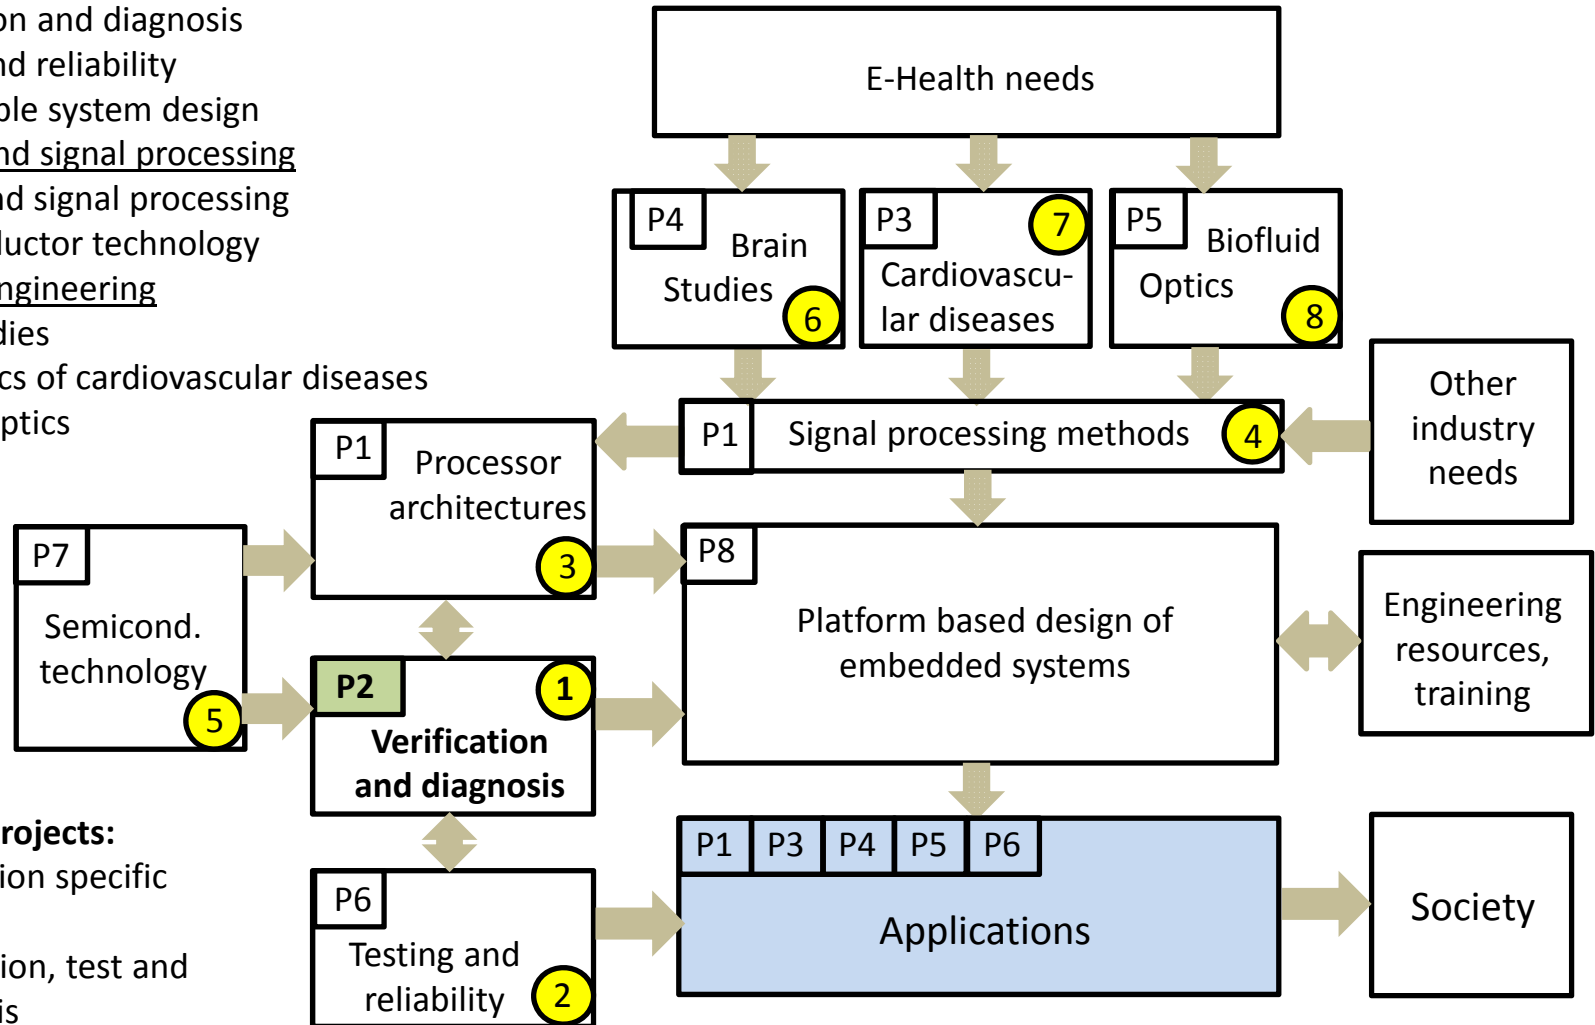 on and diagnosis
nd reliability
ble system design
nd signal processing
nd signal processing
ductor technology
ngineering
dies
cs of cardiovascular diseases
ptics
E-Health needs
P4
Brain
Studies
6
P3
7
Cardiovascu-
lar diseases
P5
Biofluid
Optics
8
P1
Signal processing methods
4
Other
industry
needs
P1
Processor
architectures
3
P7
Semicond.
technology
5
P8
Platform based design of
embedded systems
Engineering
resources,
training
P2
1
Verification
and diagnosis
rojects:
ion specific
ion, test and
is
P6
Testing and
reliability
2
P1
P3
P4
P5
P6
Applications
Society